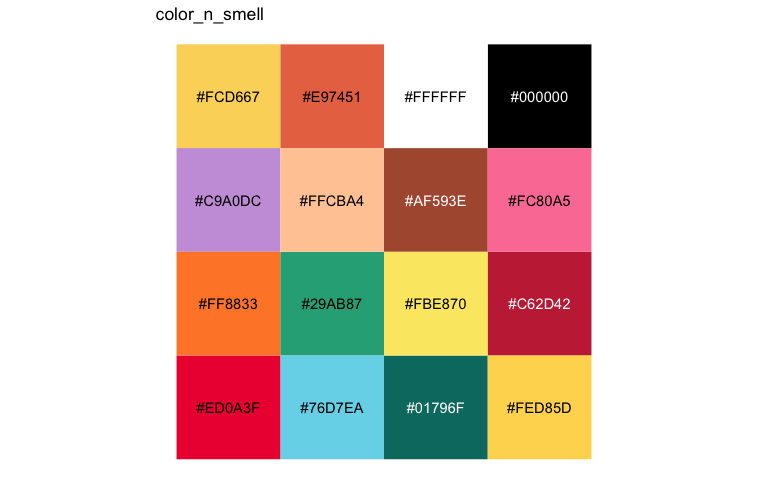 color_n_smell
#FCD667 #E97451 #FFFFFF #000000
#C9A0DC #FFCBA4 #AF593E #FC80A5
#FF8833 #29AB87 #FBE870 #C62D42
#ED0A3F #76D7EA #01796F #FED85D